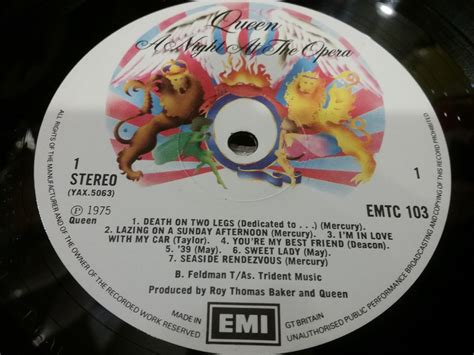 Queen
A Night At The Opera
1
STEREO
(YAX.5063)
1
℗ 1975
Queen
EMTC 103
1. DEATH ON TWO LEGS (Dedicated to . . .) (Mercury).
2. LAZING ON A SUNDAY AFTERNOON (Mercury). 3. I'M IN LOVE
WITH MY CAR (Taylor). 4. YOU'RE MY BEST FRIEND (Deacon).
5. '39 (May). 6. SWEET LADY (May).
7. SEASIDE RENDEZVOUS (Mercury).
B. Feldman T/As. Trident Music
Produced by Roy Thomas Baker and Queen
MADE IN
EMI
GT BRITAIN
ALL RIGHTS OF THE MANUFACTURER AND OF THE OWNER OF THE RECORDED WORK RESERVED
UNAUTHORISED PUBLIC PERFORMANCE BROADCASTING AND COPYING OF THIS RECORD PROHIBITED